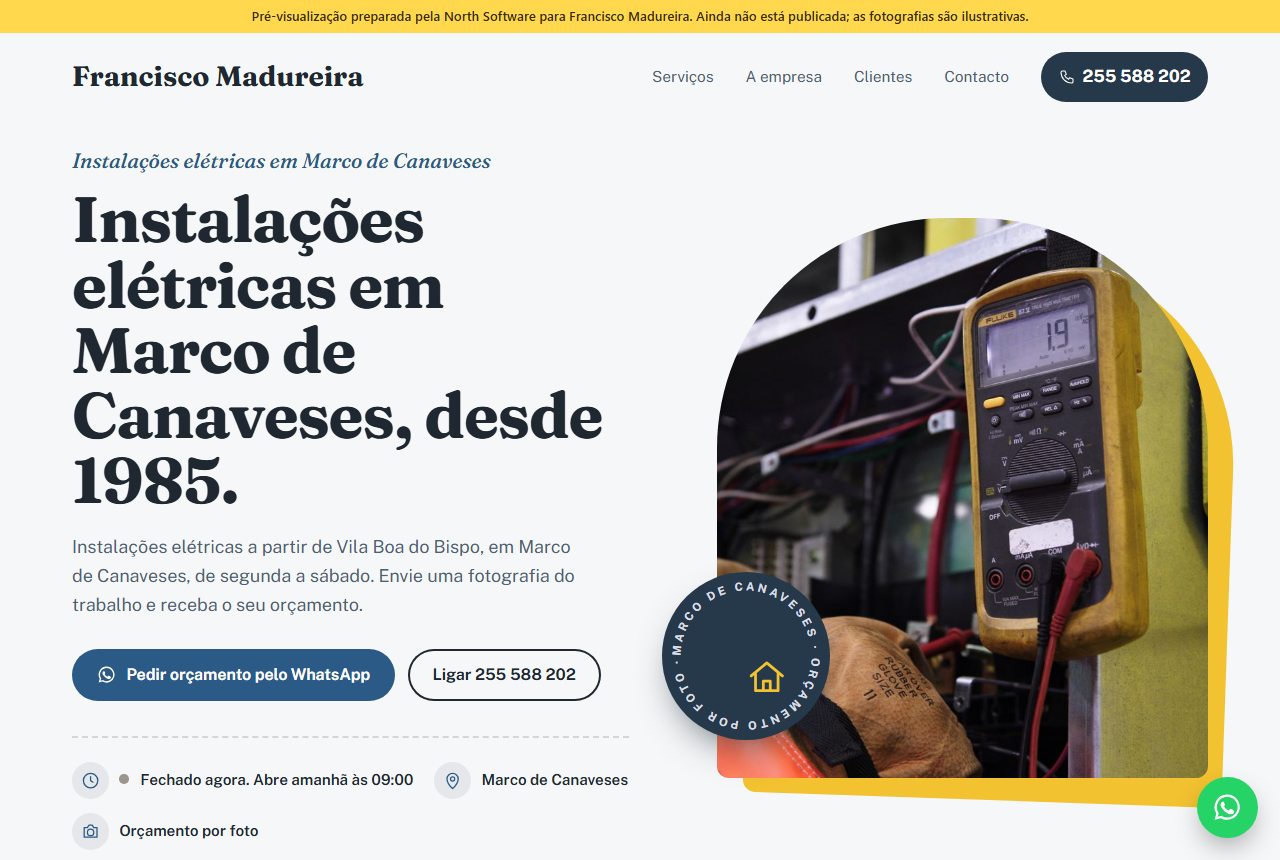 Pré-visualização preparada pela North Software para Francisco Madureira. Ainda não está publicada; as fotografias são ilustrativas.
Francisco Madureira
Serviços
A empresa
Clientes
Contacto
255 588 202
Instalações elétricas em Marco de Canaveses
Instalações
elétricas em
Marco de
Canaveses, desde
1985.
Instalações elétricas a partir de Vila Boa do Bispo, em Marco
de Canaveses, de segunda a sábado. Envie uma fotografia do
trabalho e receba o seu orçamento.
Pedir orçamento pelo WhatsApp
Ligar 255 588 202
Fechado agora. Abre amanhã às 09:00
Marco de Canaveses
Orçamento por foto
FLUKE
1.9
MIN MAX
RANGE
AutoHOLD
REL Δ
Hz %
OFF
A
mAμA
COM
RUBBER
GLOVE
SIZE
11
MARCO DE CANAVESES · ORÇAMENTO POR FOTO ·